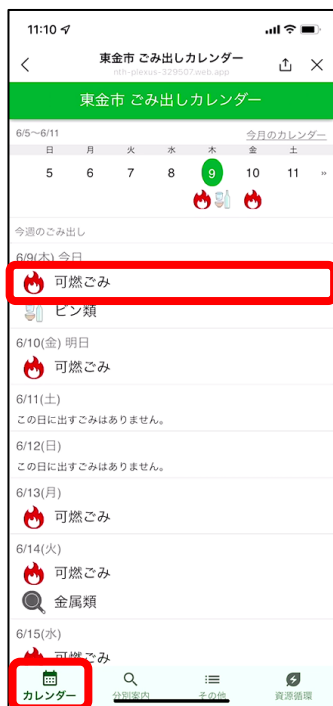 11:10
東金市 ごみ出しカレンダー
nth-plexus-329507.web.app
東金市 ごみ出しカレンダー
6/5〜6/11 今月のカレンダー
日 月 火 水 木 金 土
5 6 7 8 9 10 11 »
今週のごみ出し
6/9(木) 今日
可燃ごみ
ビン類
6/10(金) 明日
可燃ごみ
6/11(土)
この日に出すごみはありません。
6/12(日)
この日に出すごみはありません。
6/13(月)
可燃ごみ
6/14(火)
可燃ごみ
金属類
6/15(水)
可燃ごみ
カレンダー 分別案内 その他 資源循環